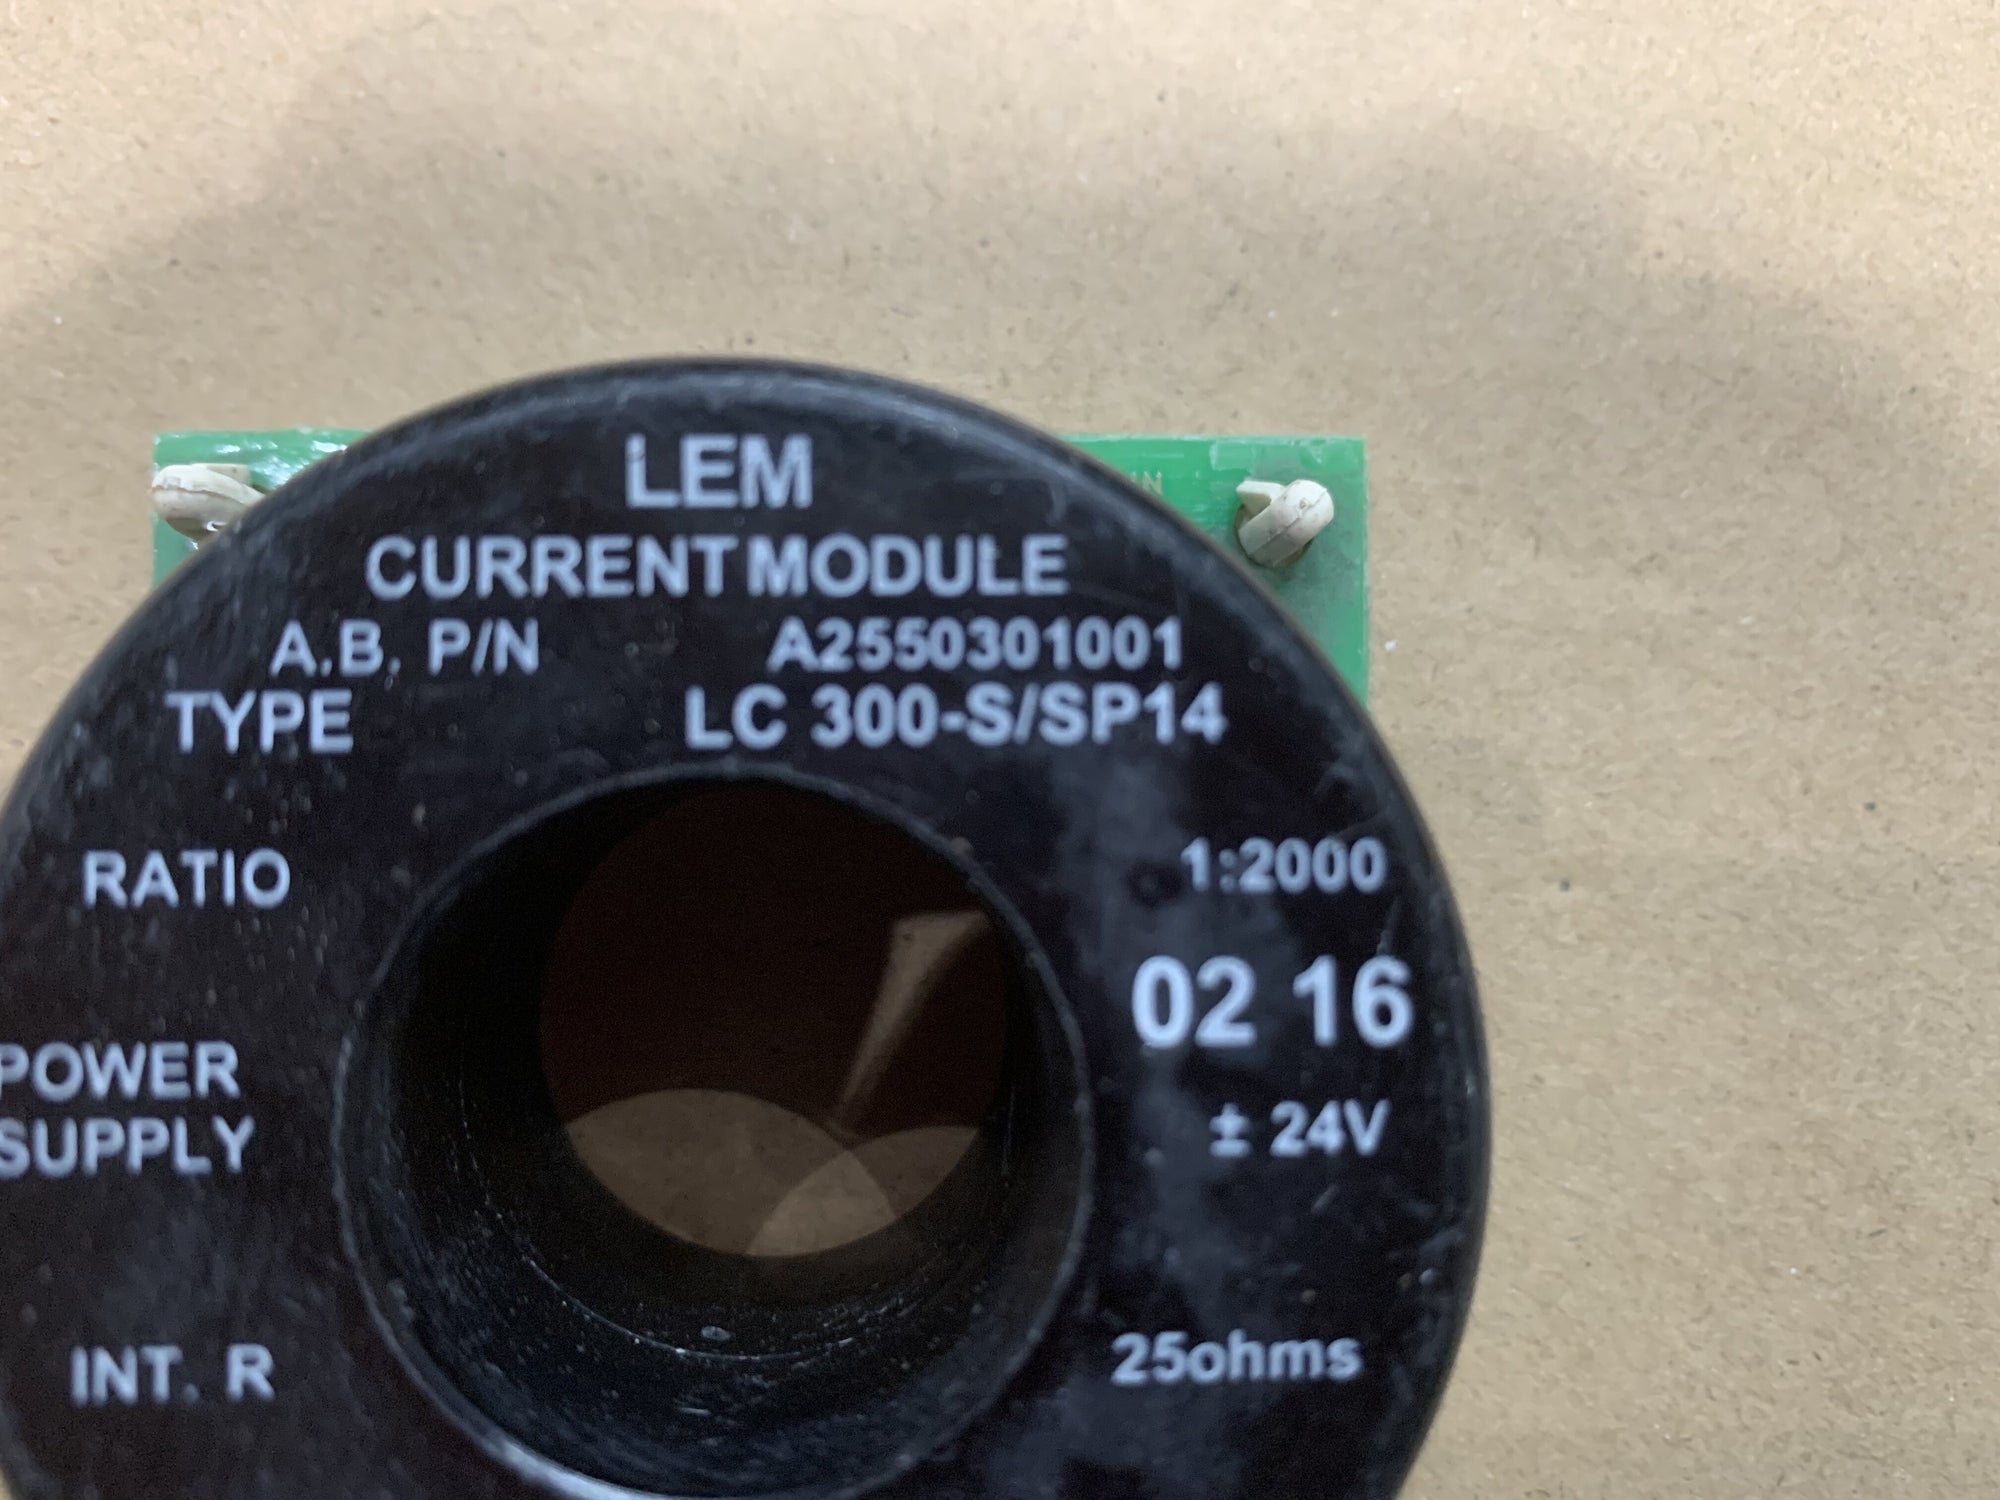 LEM
CURRENT MODULE
A.B. P/N A2550301001
TYPE LC 300-S/SP14
RATIO 1:2000
02 16
POWER
SUPPLY ± 24V
INT. R 25ohms